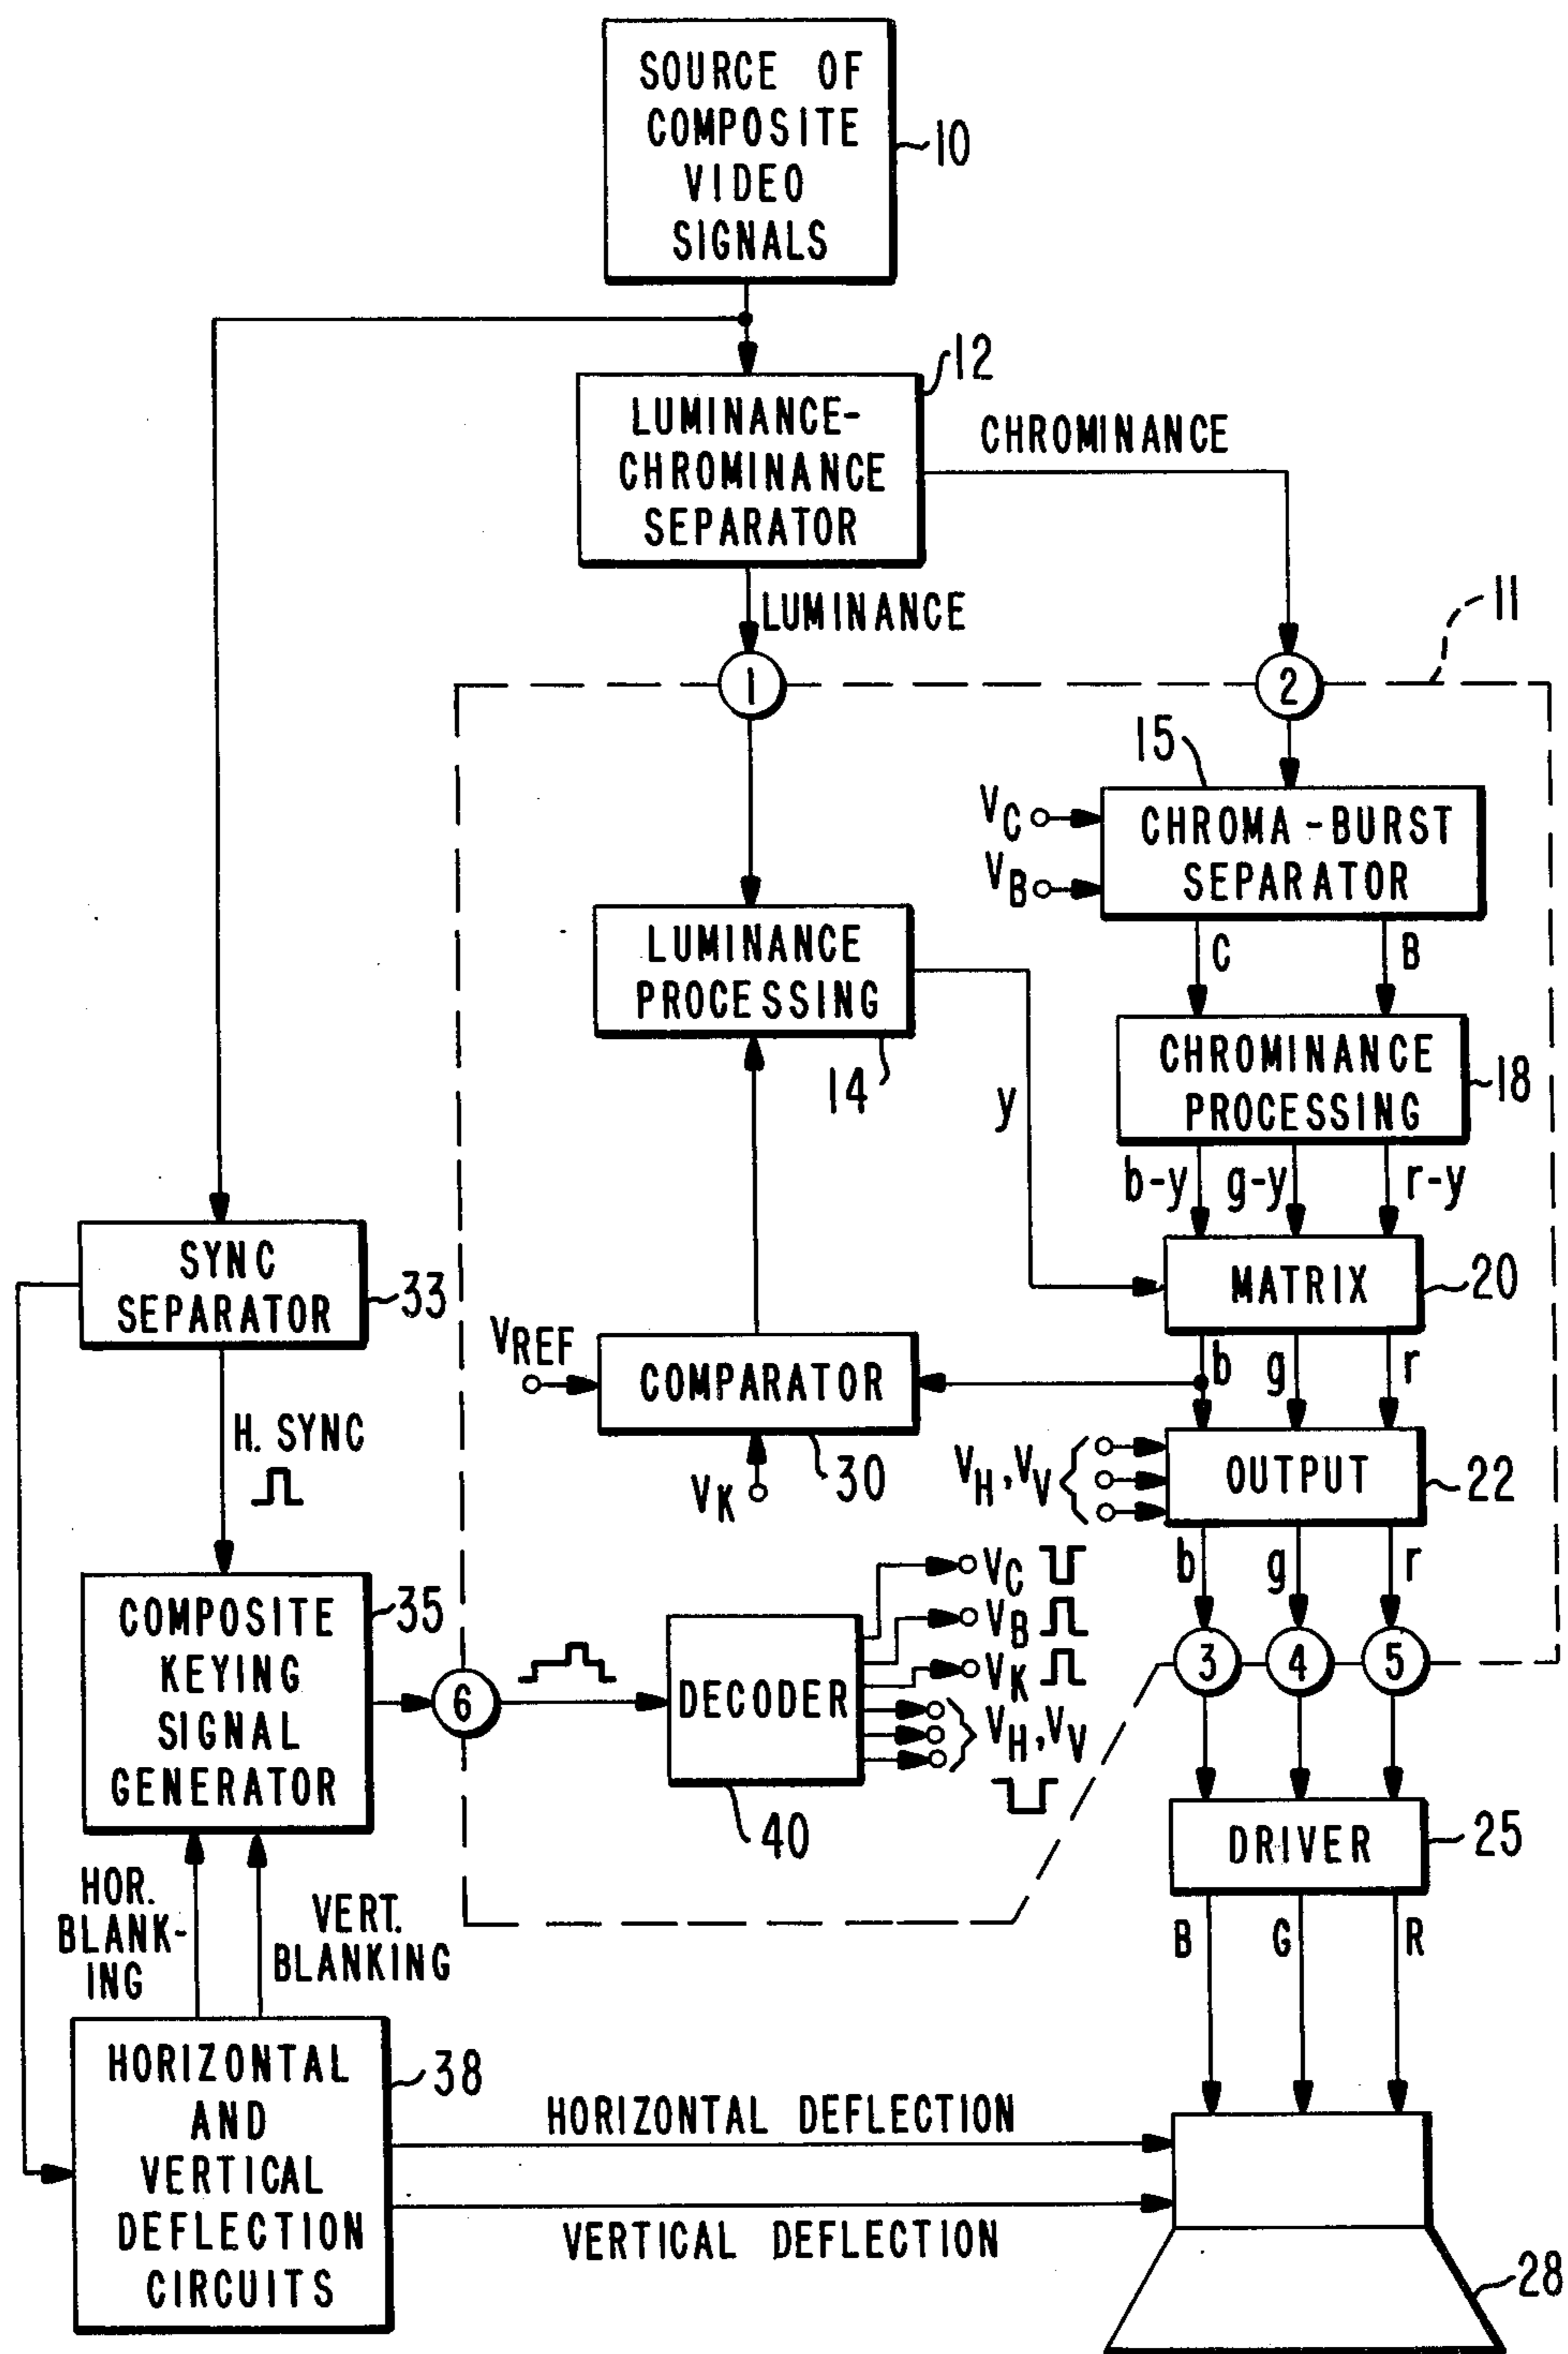 SOURCE OF
COMPOSITE
VIDEO
SIGNALS
10
12
LUMINANCE-
CHROMINANCE
SEPARATOR
CHROMINANCE
LUMINANCE
11
1
2
15
VC
VB
CHROMA-BURST
SEPARATOR
C
B
LUMINANCE
PROCESSING
14
y
CHROMINANCE
PROCESSING
18
b-y
g-y
r-y
SYNC
SEPARATOR
33
MATRIX
20
VREF
COMPARATOR
30
VK
b
g
r
H. SYNC
VH, VV
OUTPUT
22
b
g
r
COMPOSITE
KEYING
SIGNAL
GENERATOR
35
6
DECODER
40
VC
VB
VK
VH, VV
3
4
5
DRIVER
25
HOR.
BLANK-
ING
VERT.
BLANKING
B
G
R
HORIZONTAL
AND
VERTICAL
DEFLECTION
CIRCUITS
38
HORIZONTAL DEFLECTION
VERTICAL DEFLECTION
28